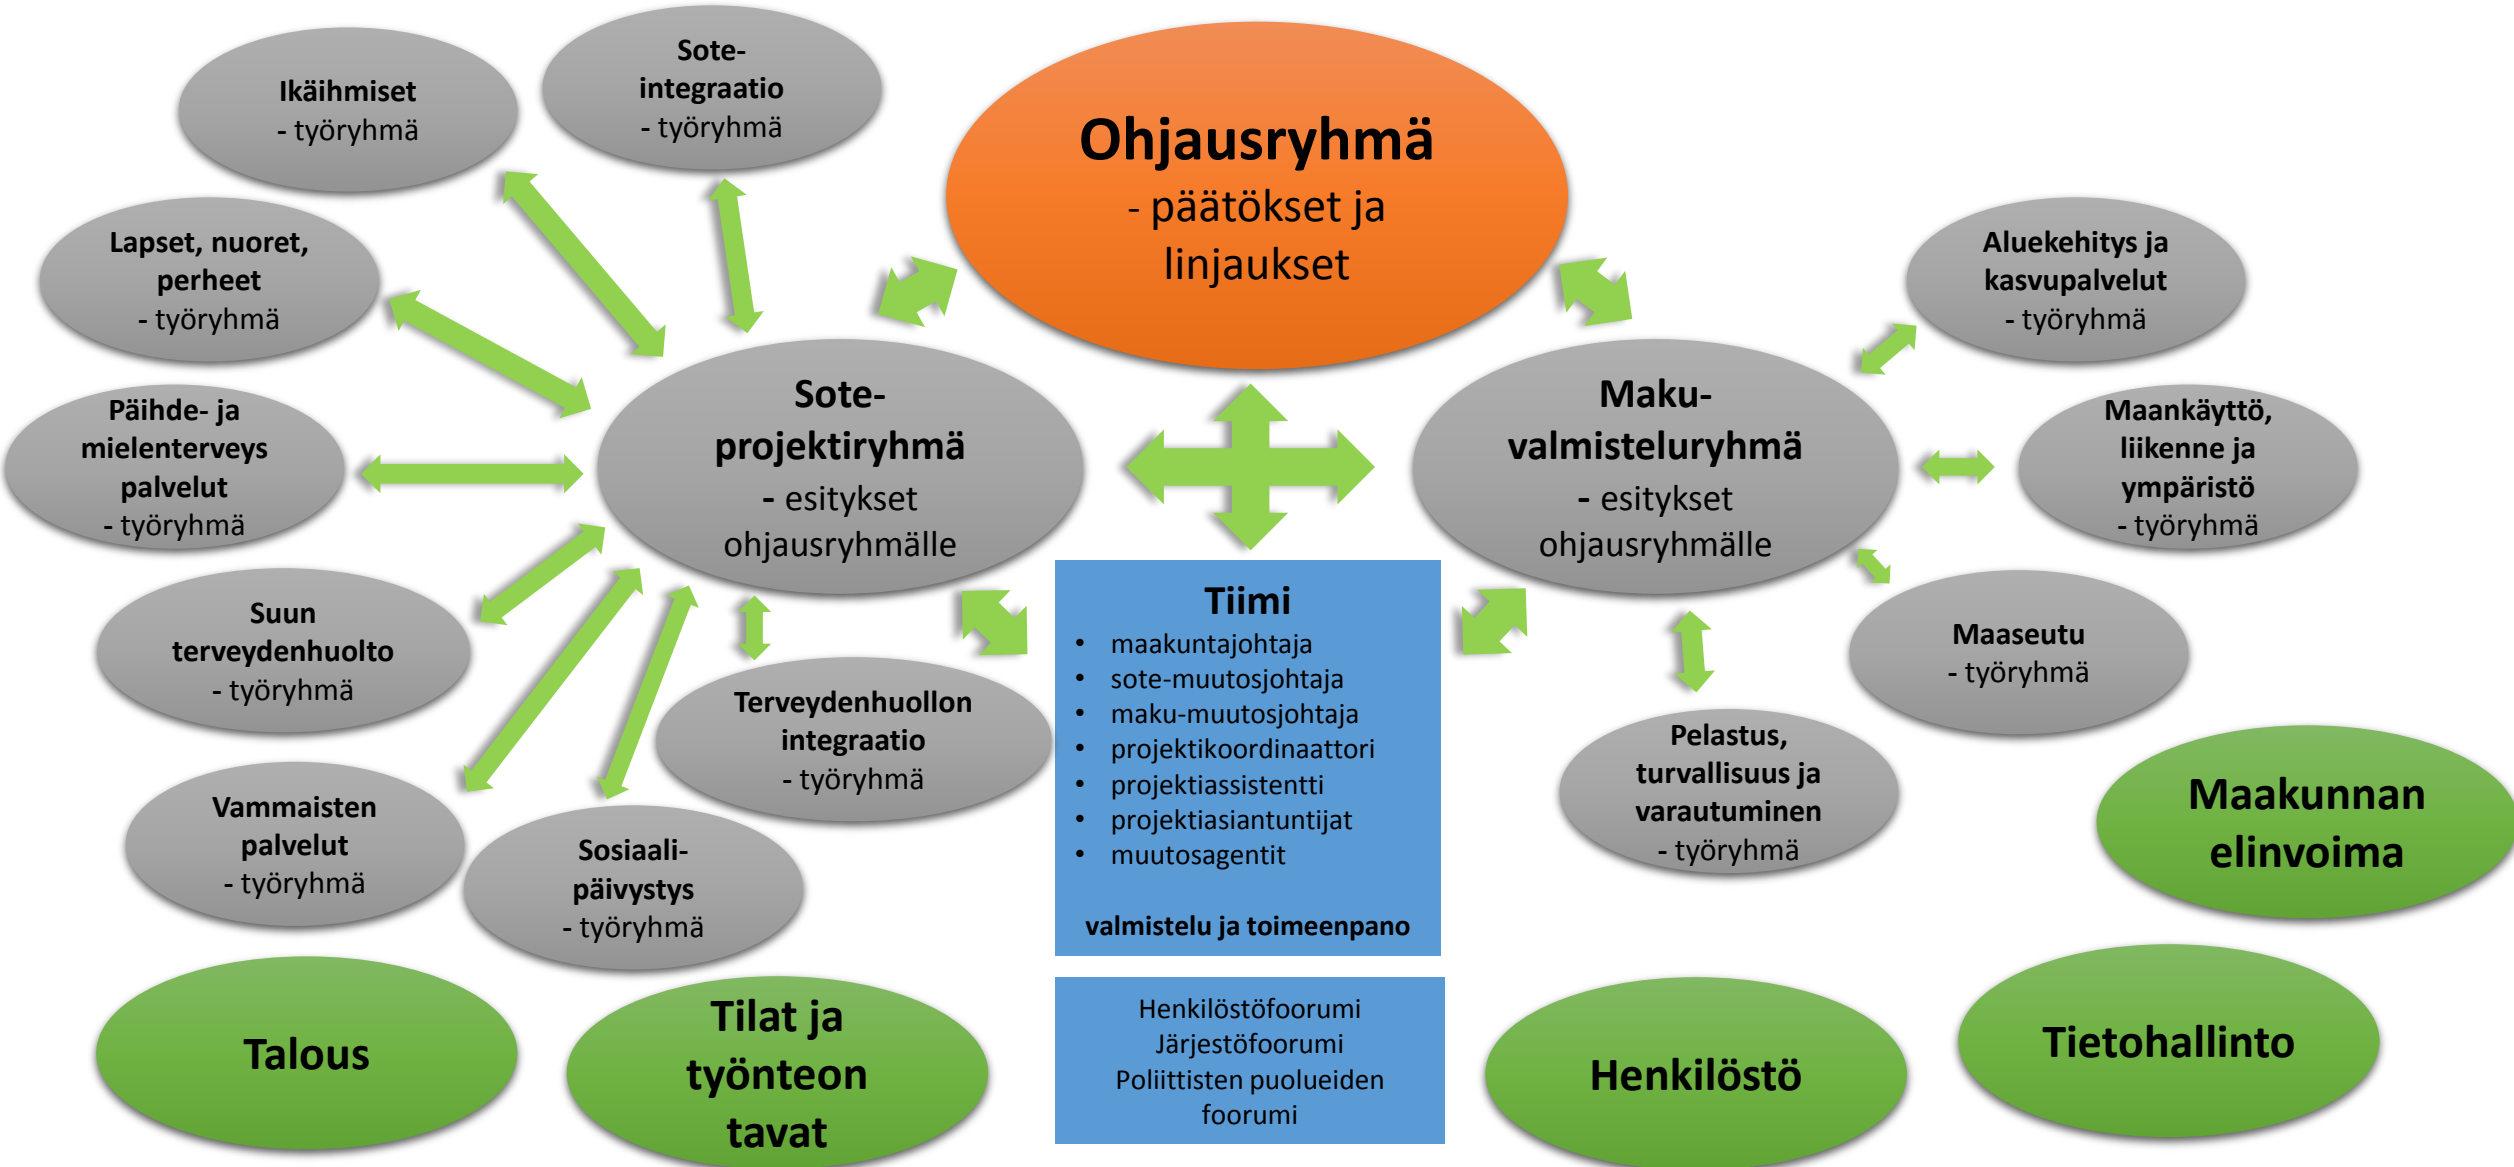 Sote-
integraatio
- työryhmä
Ikäihmiset
- työryhmä
Ohjausryhmä
- päätökset ja
linjaukset
Lapset, nuoret,
perheet
- työryhmä
Aluekehitys ja
kasvupalvelut
- työryhmä
Päihde- ja
mielenterveys
palvelut
- työryhmä
Sote-
projektiryhmä
- esitykset
ohjausryhmälle
Maku-
valmisteluryhmä
- esitykset
ohjausryhmälle
Maankäyttö,
liikenne ja
ympäristö
- työryhmä
Suun
terveydenhuolto
- työryhmä
Tiimi
• maakuntajohtaja
• sote-muutosjohtaja
• maku-muutosjohtaja
• projektikoordinaattori
• projektiassistentti
• projektiasiantuntijat
• muutosagentit
valmistelu ja toimeenpano
Maaseutu
- työryhmä
Terveydenhuollon
integraatio
- työryhmä
Pelastus,
turvallisuus ja
varautuminen
- työryhmä
Vammaisten
palvelut
- työryhmä
Sosiaali-
päivystys
- työryhmä
Maakunnan
elinvoima
Talous
Tilat ja
työnteon
tavat
Henkilöstöfoorumi
Järjestöfoorumi
Poliittisten puolueiden
foorumi
Henkilöstö
Tietohallinto